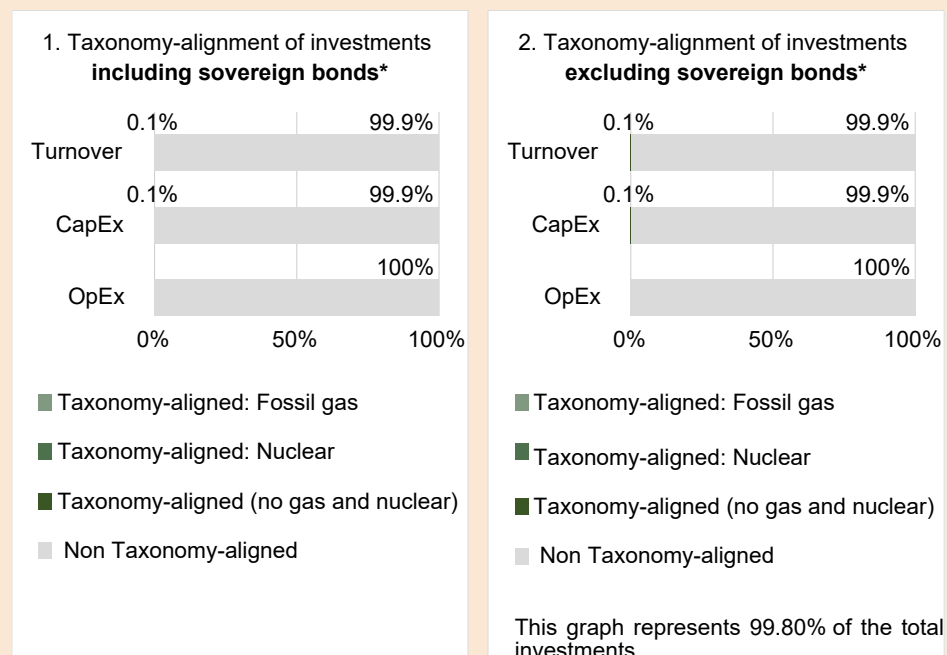 1. Taxonomy-alignment of investments
including sovereign bonds*
0.1% 99.9%
Turnover
0.1% 99.9%
CapEx
100%
OpEx
0% 50% 100%
Taxonomy-aligned: Fossil gas
Taxonomy-aligned: Nuclear
Taxonomy-aligned (no gas and nuclear)
Non Taxonomy-aligned
2. Taxonomy-alignment of investments
excluding sovereign bonds*
0.1% 99.9%
Turnover
0.1% 99.9%
CapEx
100%
OpEx
0% 50% 100%
Taxonomy-aligned: Fossil gas
Taxonomy-aligned: Nuclear
Taxonomy-aligned (no gas and nuclear)
Non Taxonomy-aligned
This graph represents 99.80% of the total
investments